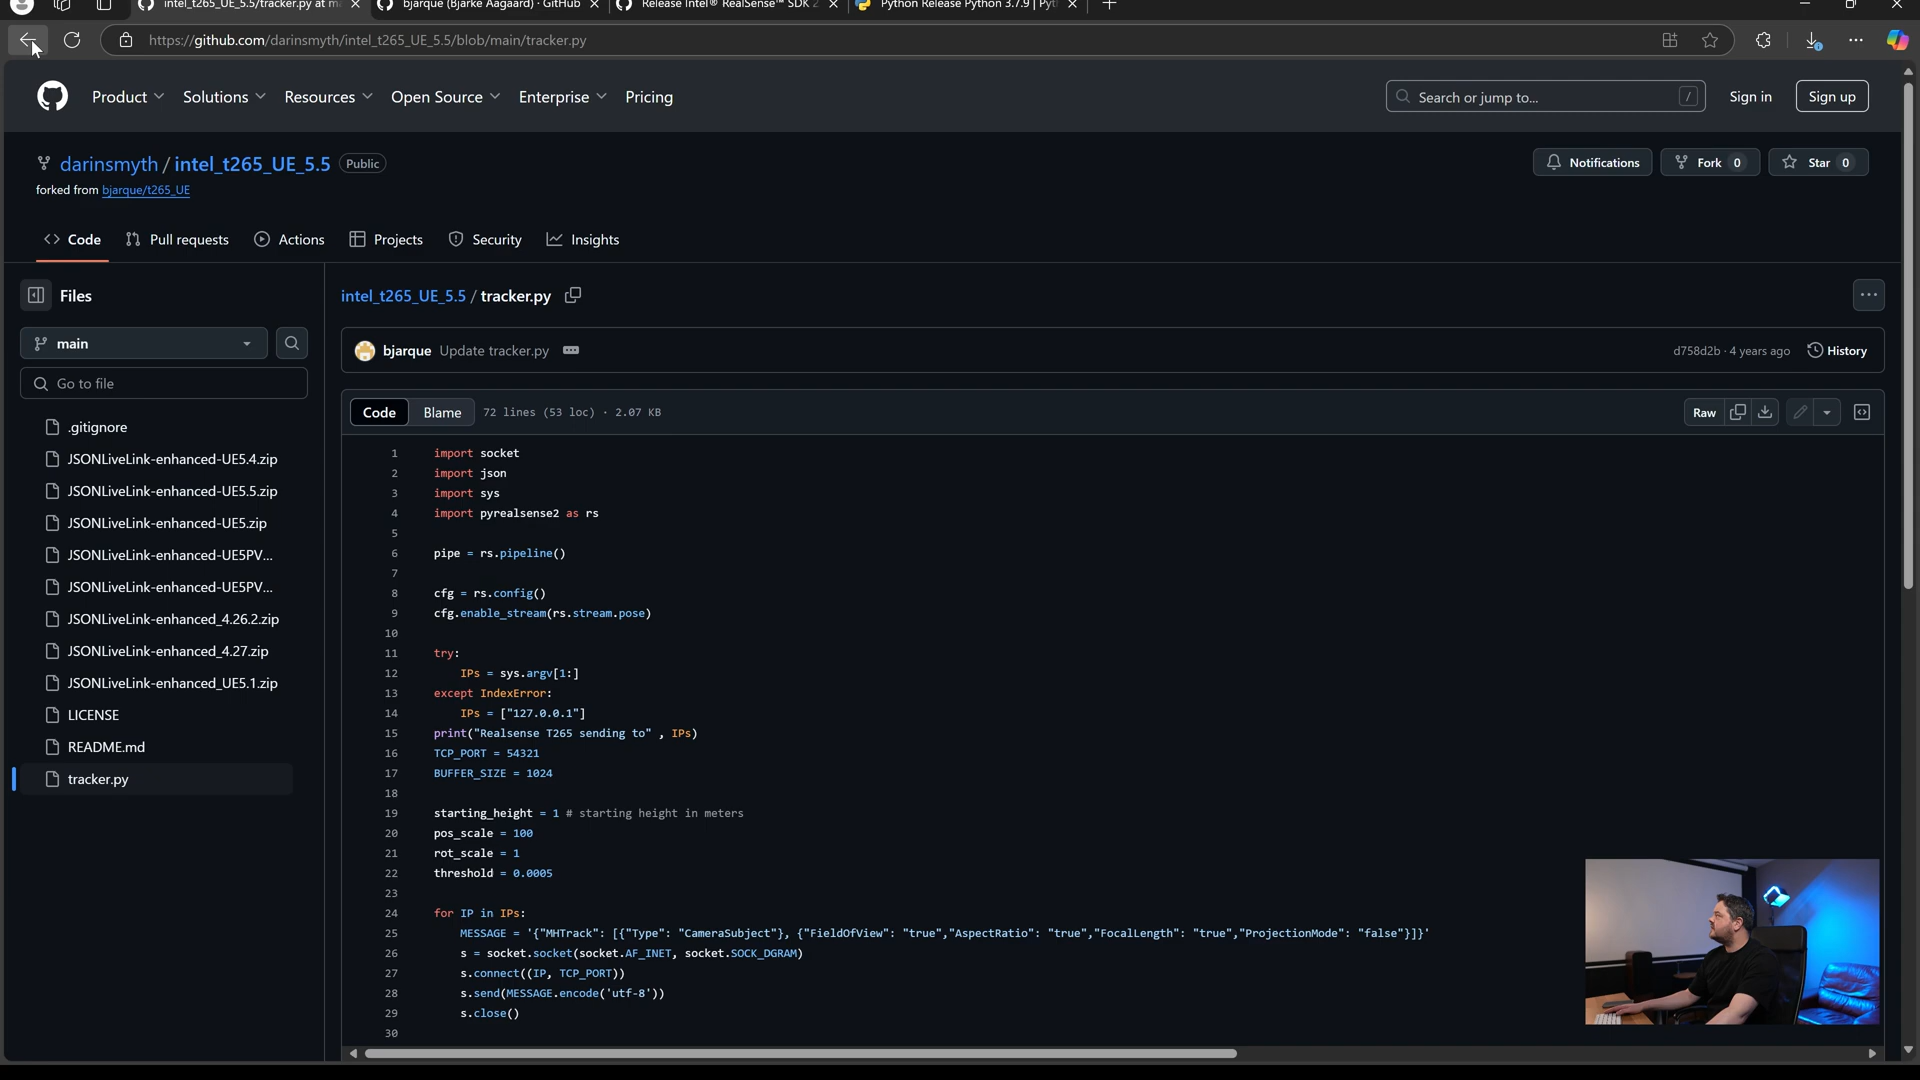 intel_t265_UE_5.5/tracker.py at ma
bjarque (Bjarke Aagaard) · GitHub
Release Intel® RealSense™ SDK 2
Python Release Python 3.7.9 | Pyt
https://github.com/darinsmyth/intel_t265_UE_5.5/blob/main/tracker.py
Product
Solutions
Resources
Open Source
Enterprise
Pricing
Search or jump to...
/
Sign in
Sign up
darinsmyth / intel_t265_UE_5.5
Public
Notifications
Fork 0
Star 0
forked from bjarque/t265_UE
Code
Pull requests
Actions
Projects
Security
Insights
Files
main
Go to file
.gitignore
JSONLiveLink-enhanced-UE5.4.zip
JSONLiveLink-enhanced-UE5.5.zip
JSONLiveLink-enhanced-UE5.zip
JSONLiveLink-enhanced-UE5PV...
JSONLiveLink-enhanced-UE5PV...
JSONLiveLink-enhanced_4.26.2.zip
JSONLiveLink-enhanced_4.27.zip
JSONLiveLink-enhanced_UE5.1.zip
LICENSE
README.md
tracker.py
intel_t265_UE_5.5 / tracker.py
bjarque Update tracker.py
d758d2b · 4 years ago
History
Code
Blame
72 lines (53 loc) · 2.07 KB
Raw
1 import socket
2 import json
3 import sys
4 import pyrealsense2 as rs
5
6 pipe = rs.pipeline()
7
8 cfg = rs.config()
9 cfg.enable_stream(rs.stream.pose)
10
11 try:
12 IPs = sys.argv[1:]
13 except IndexError:
14 IPs = ["127.0.0.1"]
15 print("Realsense T265 sending to" , IPs)
16 TCP_PORT = 54321
17 BUFFER_SIZE = 1024
18
19 starting_height = 1 # starting height in meters
20 pos_scale = 100
21 rot_scale = 1
22 threshold = 0.0005
23
24 for IP in IPs:
25 MESSAGE = '{"MHTrack": [{"Type": "CameraSubject"}, {"FieldOfView": "true","AspectRatio": "true","FocalLength": "true","ProjectionMode": "false"}]}'
26 s = socket.socket(socket.AF_INET, socket.SOCK_DGRAM)
27 s.connect((IP, TCP_PORT))
28 s.send(MESSAGE.encode('utf-8'))
29 s.close()
30